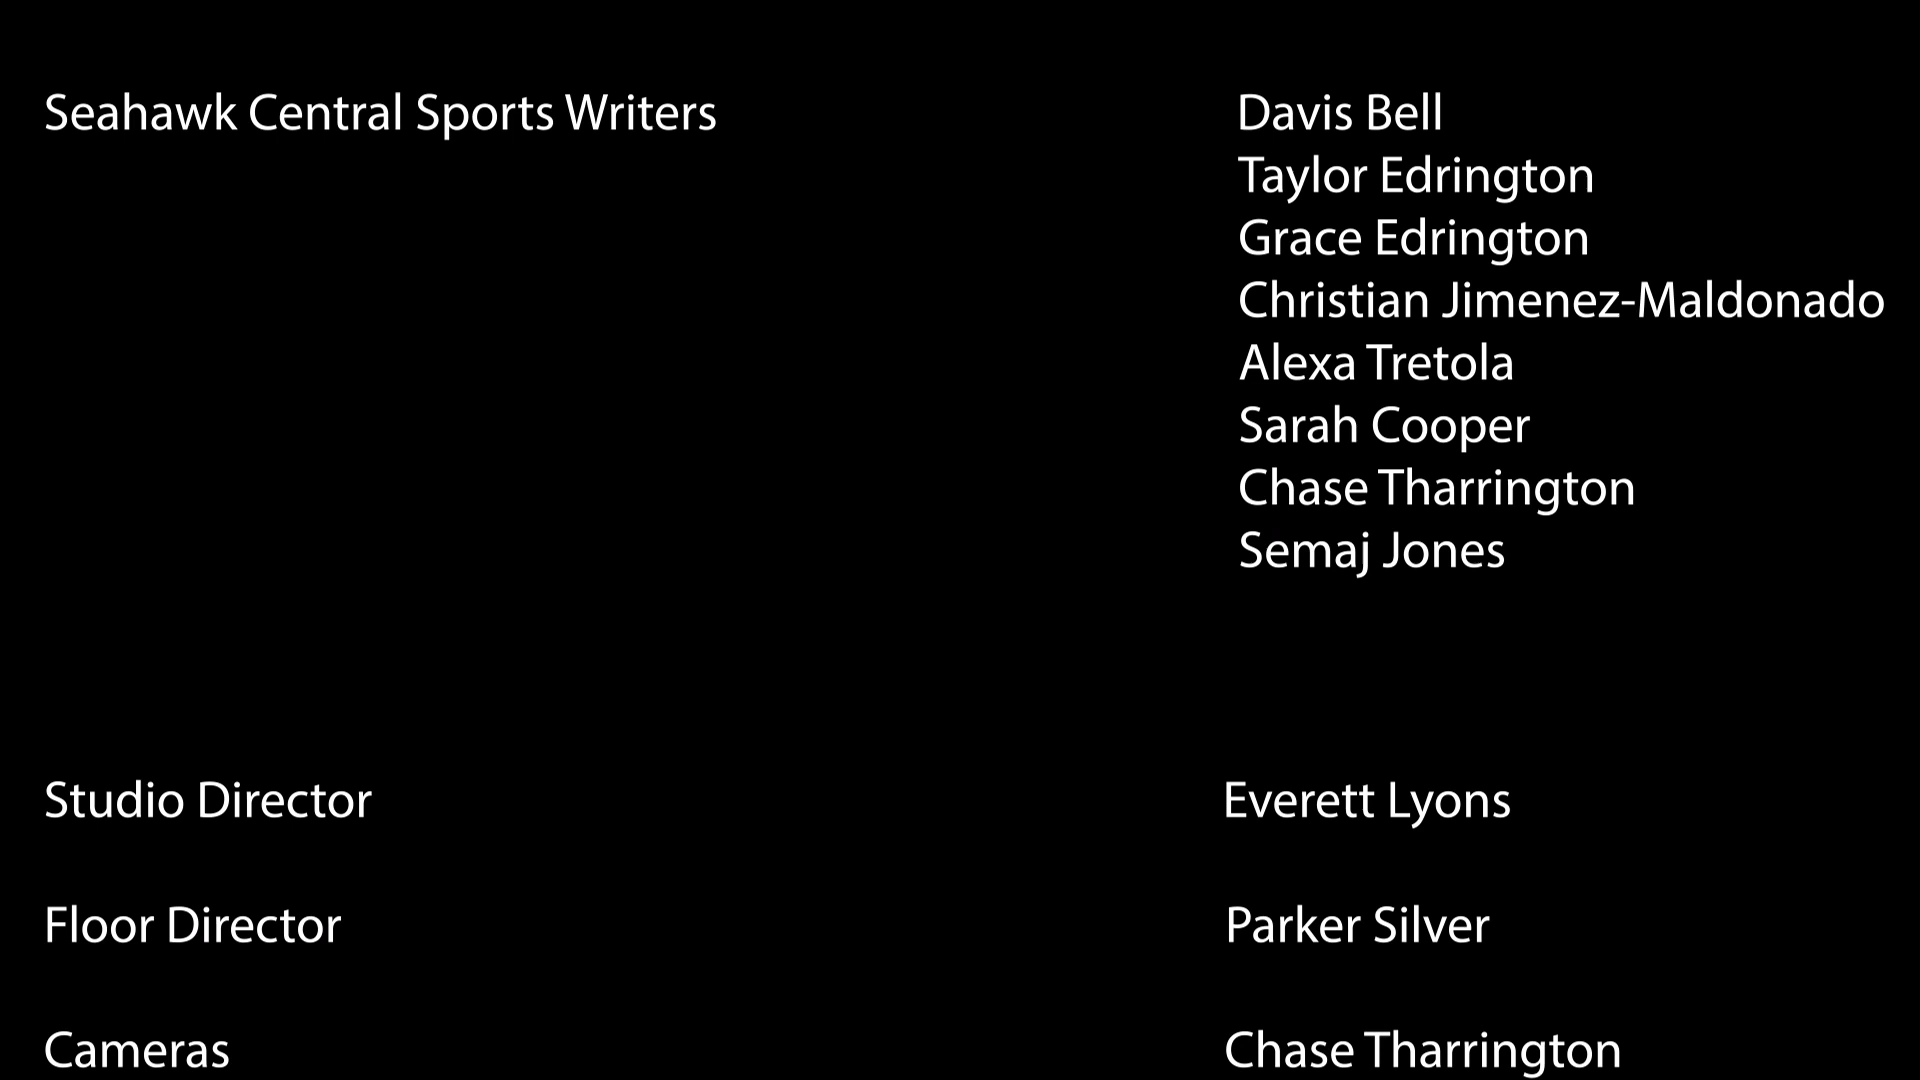 Seahawk Central Sports Writers Davis Bell
Taylor Edrington
Grace Edrington
Christian Jimenez-Maldonado
Alexa Tretola
Sarah Cooper
Chase Tharrington
Semaj Jones
Studio Director Everett Lyons
Floor Director Parker Silver
Cameras Chase Tharrington